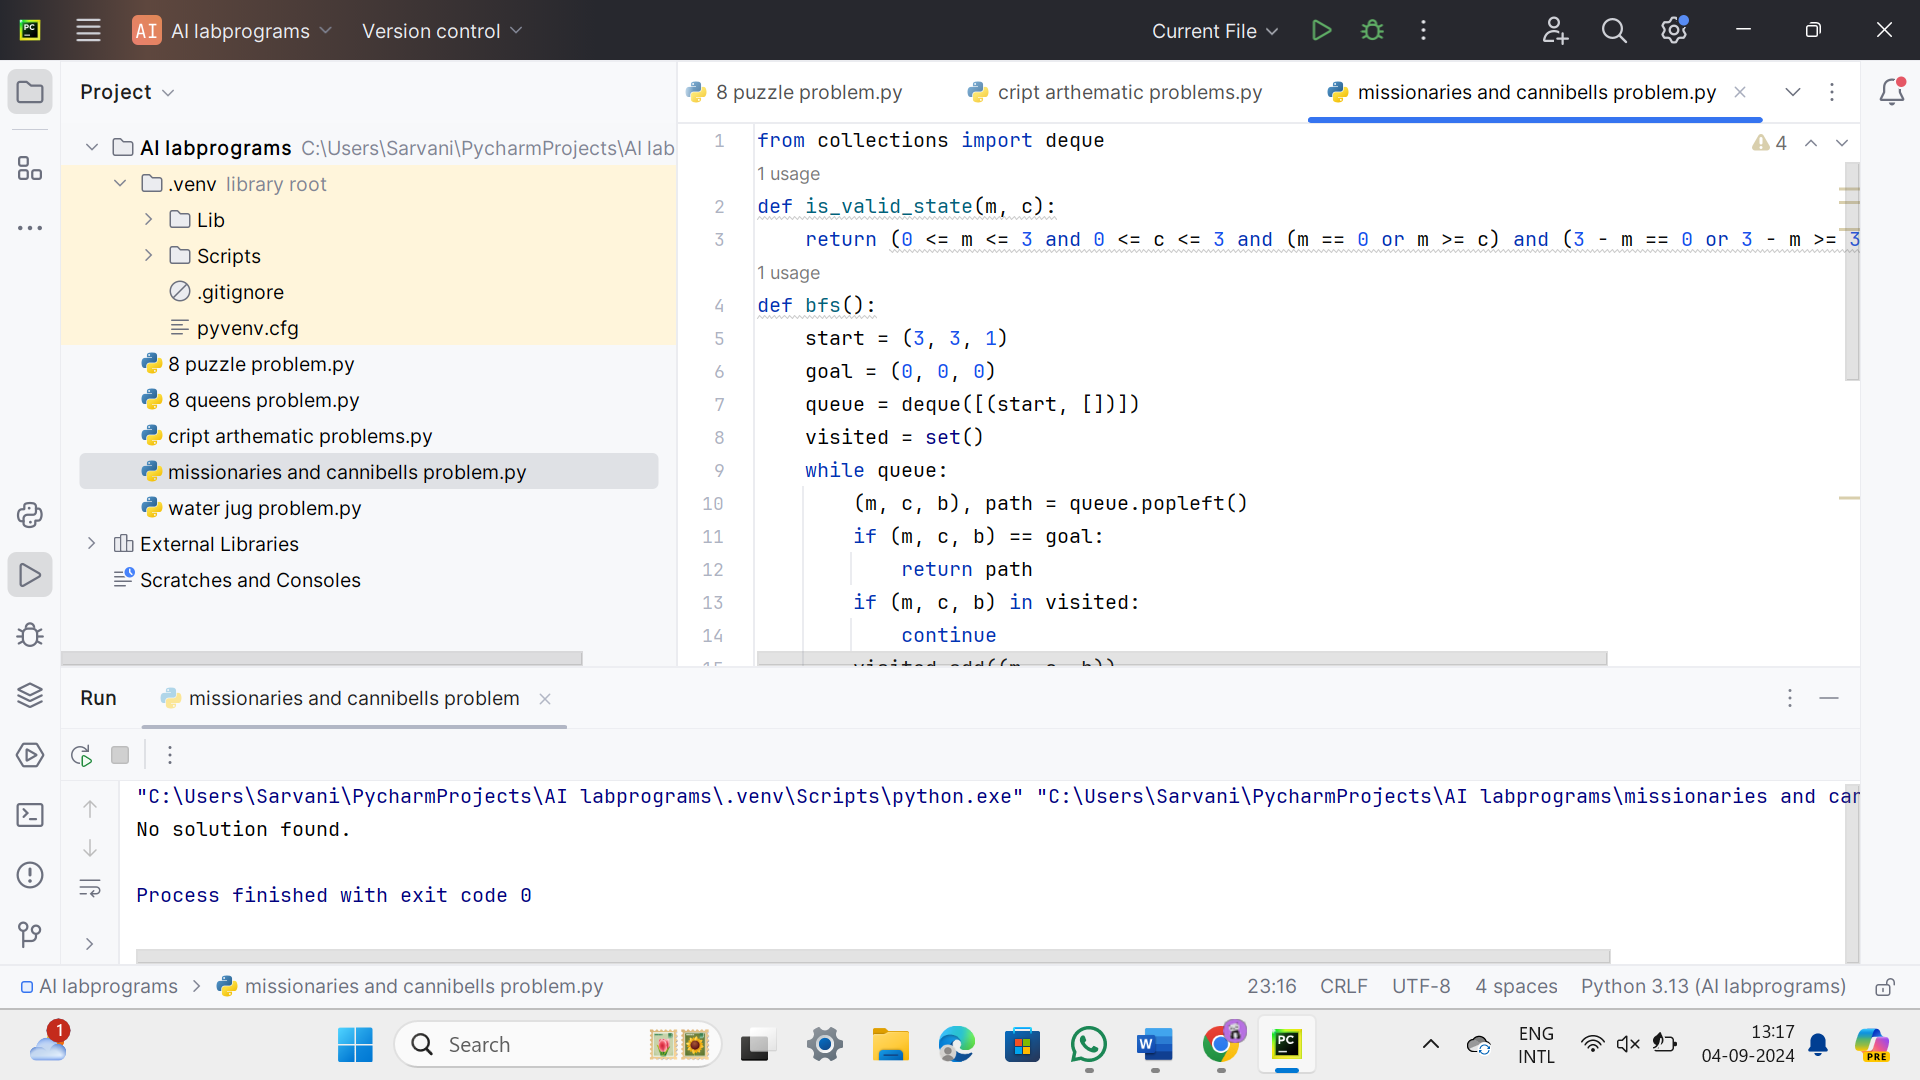 PC
AI AI labprograms
Version control
Current File
Project
8 puzzle problem.py
cript arthematic problems.py
missionaries and cannibells problem.py
AI labprograms C:\Users\Sarvani\PycharmProjects\AI lab
.venv library root
Lib
Scripts
.gitignore
pyvenv.cfg
8 puzzle problem.py
8 queens problem.py
cript arthematic problems.py
missionaries and cannibells problem.py
water jug problem.py
External Libraries
Scratches and Consoles
4
1 from collections import deque
1 usage
2 def is_valid_state(m, c):
3 return (0 <= m <= 3 and 0 <= c <= 3 and (m == 0 or m >= c) and (3 - m == 0 or 3 - m >= 3
1 usage
4 def bfs():
5 start = (3, 3, 1)
6 goal = (0, 0, 0)
7 queue = deque([(start, [])])
8 visited = set()
9 while queue:
10 (m, c, b), path = queue.popleft()
11 if (m, c, b) == goal:
12 return path
13 if (m, c, b) in visited:
14 continue
15 visited.add((m, c, b))
Run
missionaries and cannibells problem
"C:\Users\Sarvani\PycharmProjects\AI labprograms\.venv\Scripts\python.exe" "C:\Users\Sarvani\PycharmProjects\AI labprograms\missionaries and can
No solution found.
Process finished with exit code 0
AI labprograms
missionaries and cannibells problem.py
23:16 CRLF UTF-8 4 spaces Python 3.13 (AI labprograms)
1
Search
W
PC
ENG
INTL
13:17
04-09-2024
PRE